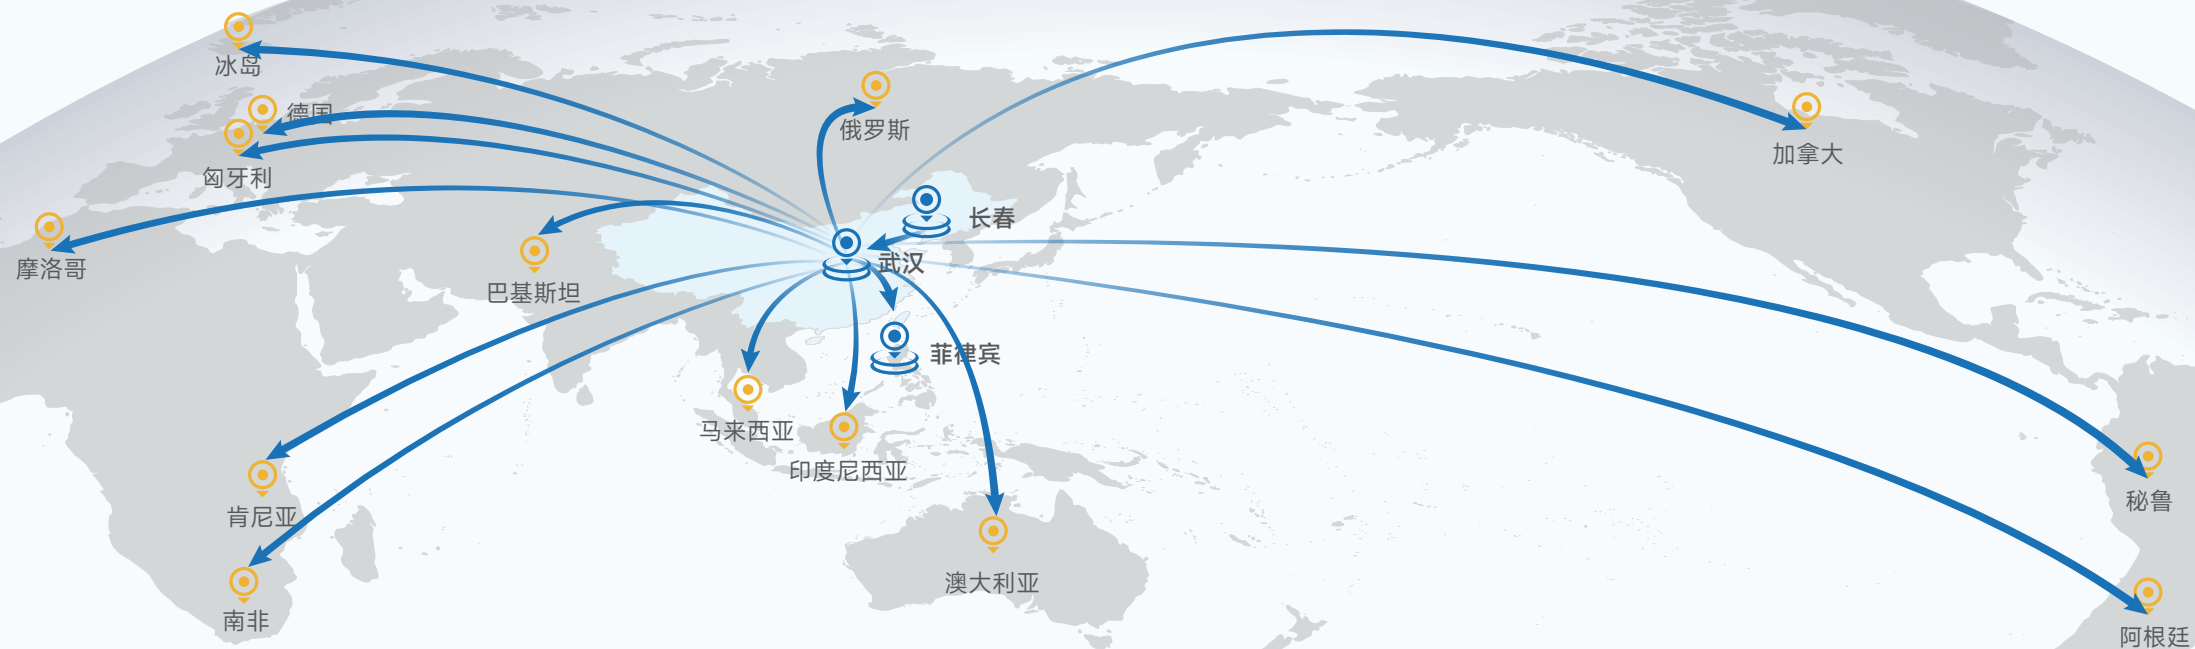 冰岛
德国
俄罗斯
加拿大
匈牙利
长春
摩洛哥
武汉
巴基斯坦
菲律宾
马来西亚
印度尼西亚
秘鲁
肯尼亚
澳大利亚
南非
阿根廷